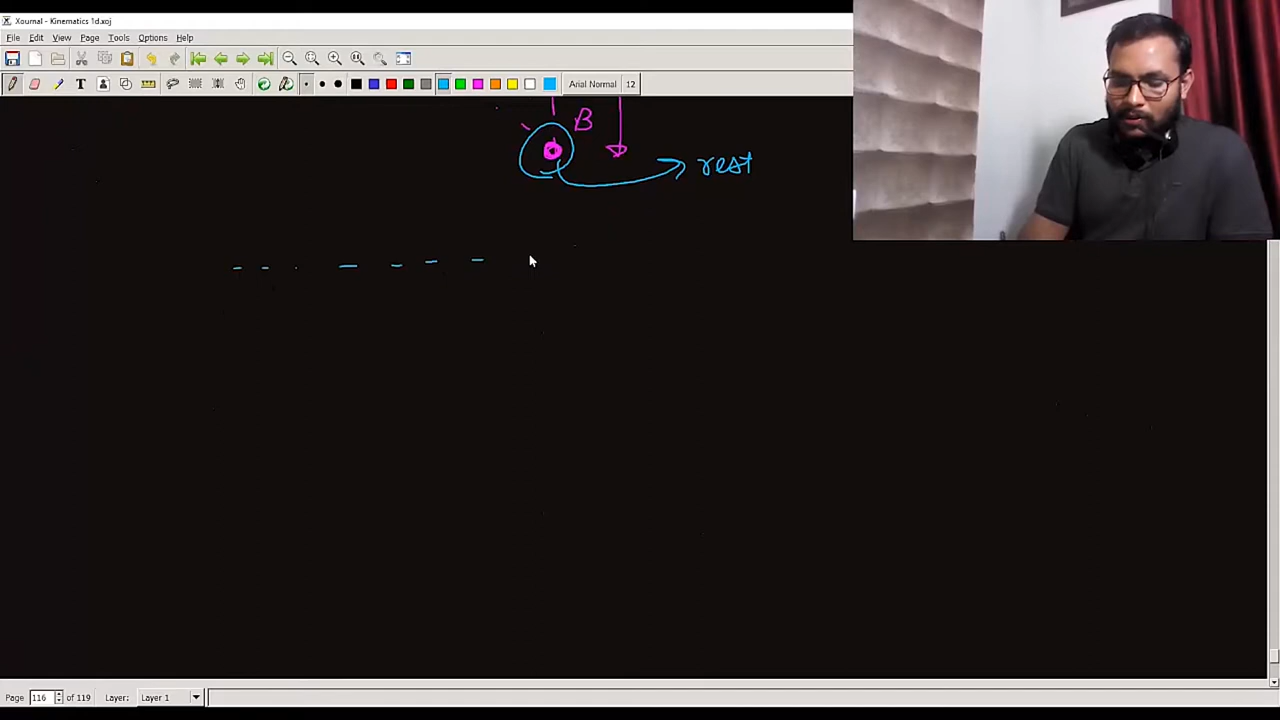 Xournal - Kinematics 1d.xoj
File Edit View Page Tools Options Help
T Arial Normal 12
B
rest
Page 116 of 119 Layer: Layer 1